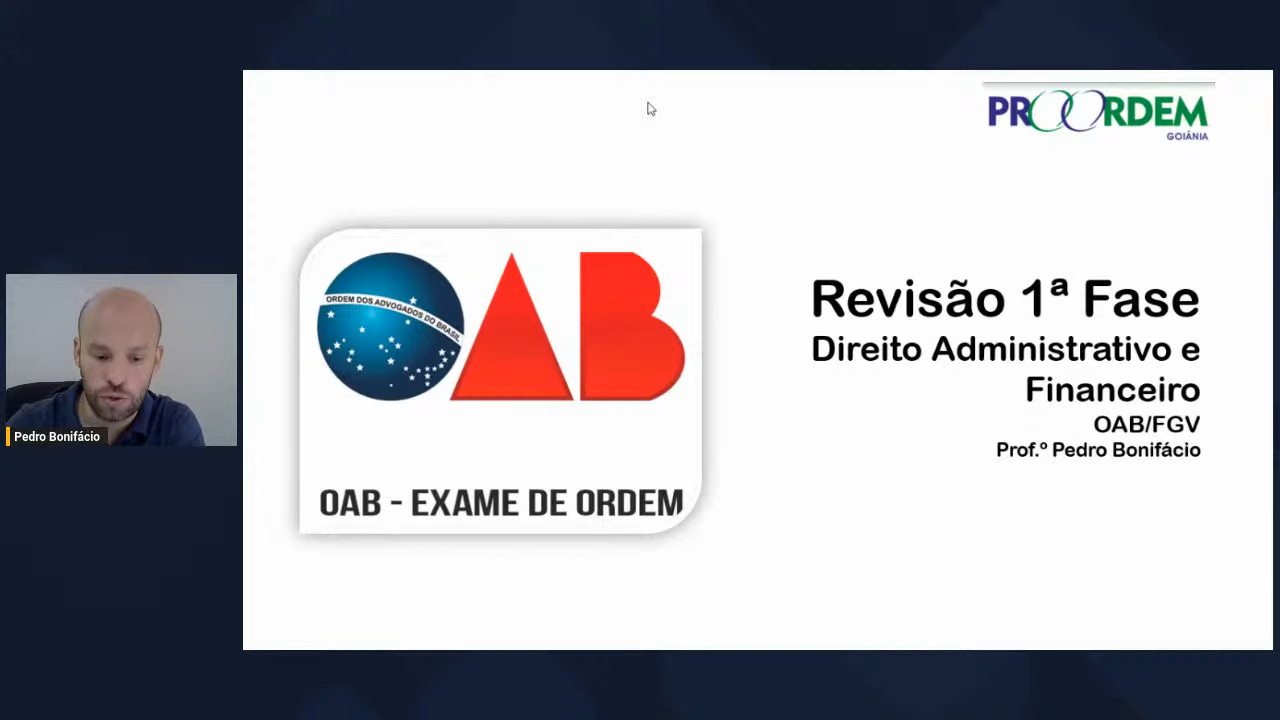 PROORDEM
GOIÂNIA
ORDEM DOS ADVOGADOS DO BRASIL
OAB
OAB - EXAME DE ORDEM
Revisão 1ª Fase
Direito Administrativo e
Financeiro
OAB/FGV
Prof.º Pedro Bonifácio
Pedro Bonifácio